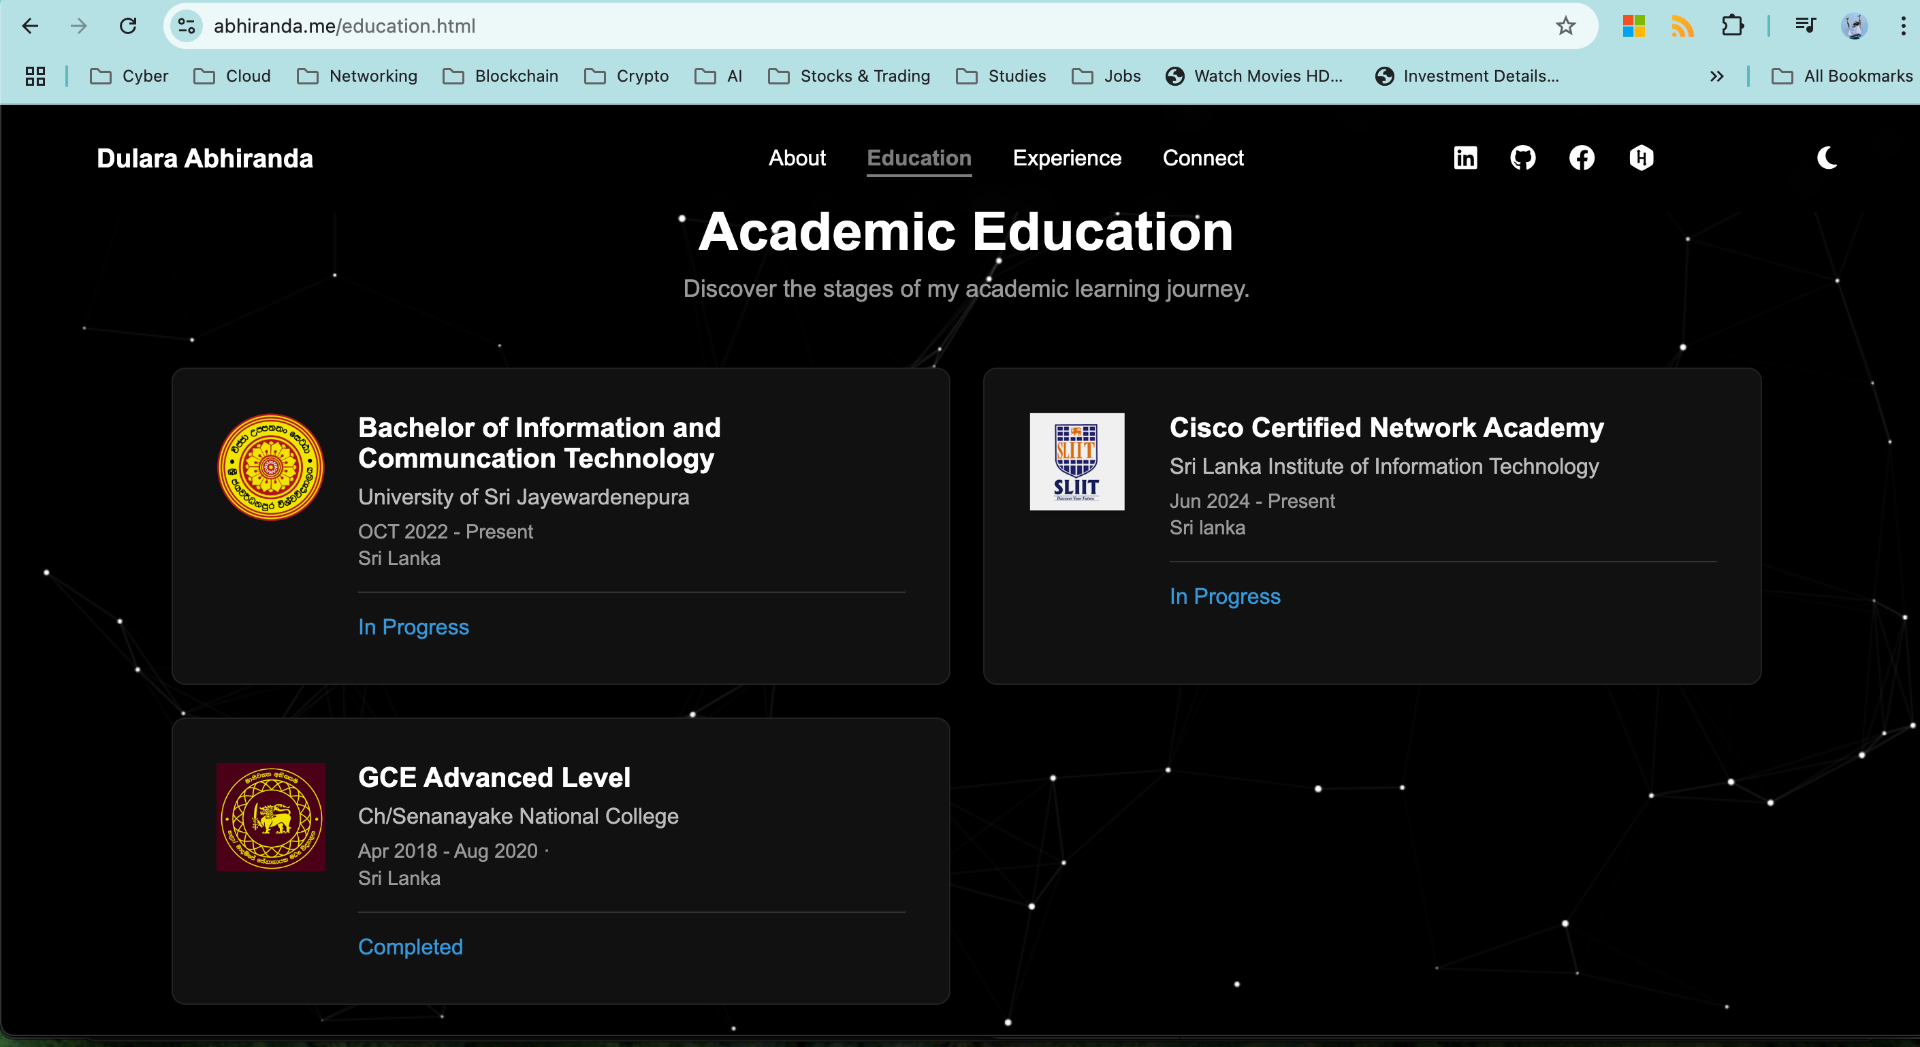 abhiranda.me/education.html
Cyber
Cloud
Networking
Blockchain
Crypto
AI
Stocks & Trading
Studies
Jobs
Watch Movies HD...
Investment Details...
All Bookmarks
Dulara Abhiranda
About
Education
Experience
Connect
Academic Education
Discover the stages of my academic learning journey.
Bachelor of Information and
Communcation Technology
University of Sri Jayewardenepura
OCT 2022 - Present
Sri Lanka
In Progress
SLIIT
SLIIT
Discover Your Future
Cisco Certified Network Academy
Sri Lanka Institute of Information Technology
Jun 2024 - Present
Sri lanka
In Progress
GCE Advanced Level
Ch/Senanayake National College
Apr 2018 - Aug 2020 ·
Sri Lanka
Completed